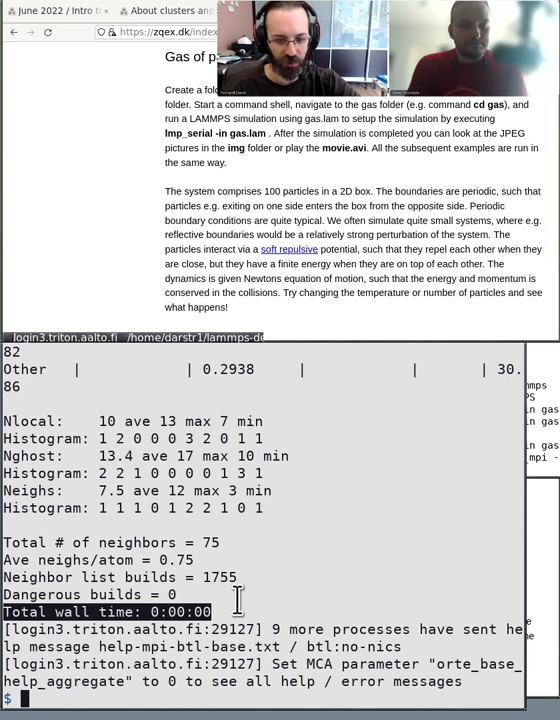 June 2022 / Intro t
About clusters and
https://zqex.dk/index
Gas of p
Create a fol
folder. Start a command shell, navigate to the gas folder (e.g. command cd gas), and
run a LAMMPS simulation using gas.lam to setup the simulation by executing
lmp_serial -in gas.lam . After the simulation is completed you can look at the JPEG
pictures in the img folder or play the movie.avi. All the subsequent examples are run in
the same way.
The system comprises 100 particles in a 2D box. The boundaries are periodic, such that
particles e.g. exiting on one side enters the box from the opposite side. Periodic
boundary conditions are quite typical. We often simulate quite small systems, where e.g.
reflective boundaries would be a relatively strong perturbation of the system. The
particles interact via a soft repulsive potential, such that they repel each other when they
are close, but they have a finite energy when they are on top of each other. The
dynamics is given Newtons equation of motion, such that the energy and momentum is
conserved in the collisions. Try changing the temperature or number of particles and see
what happens!
login3.triton.aalto.fi /home/darstr1/lammps-de
82
Other | | 0.2938 | | | 30.
86
Nlocal: 10 ave 13 max 7 min
Histogram: 1 2 0 0 0 3 2 0 1 1
Nghost: 13.4 ave 17 max 10 min
Histogram: 2 2 1 0 0 0 0 1 3 1
Neighs: 7.5 ave 12 max 3 min
Histogram: 1 1 1 0 1 2 2 1 0 1
Total # of neighbors = 75
Ave neighs/atom = 0.75
Neighbor list builds = 1755
Dangerous builds = 0
Total wall time: 0:00:00
[login3.triton.aalto.fi:29127] 9 more processes have sent he
lp message help-mpi-btl-base.txt / btl:no-nics
[login3.triton.aalto.fi:29127] Set MCA parameter "orte_base_
help_aggregate" to 0 to see all help / error messages
$
mmps
PS
in gas
in gas
in gas
_mpi -